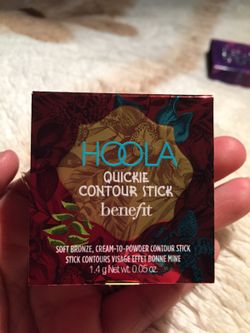 HOOLA
QUICKIE
CONTOUR STICK
benefit
SOFT BRONZE, CREAM-TO-POWDER CONTOUR STICK
STICK CONTOURS VISAGE EFFET BONNE MINE
1.4 g Net wt. 0.05 oz.